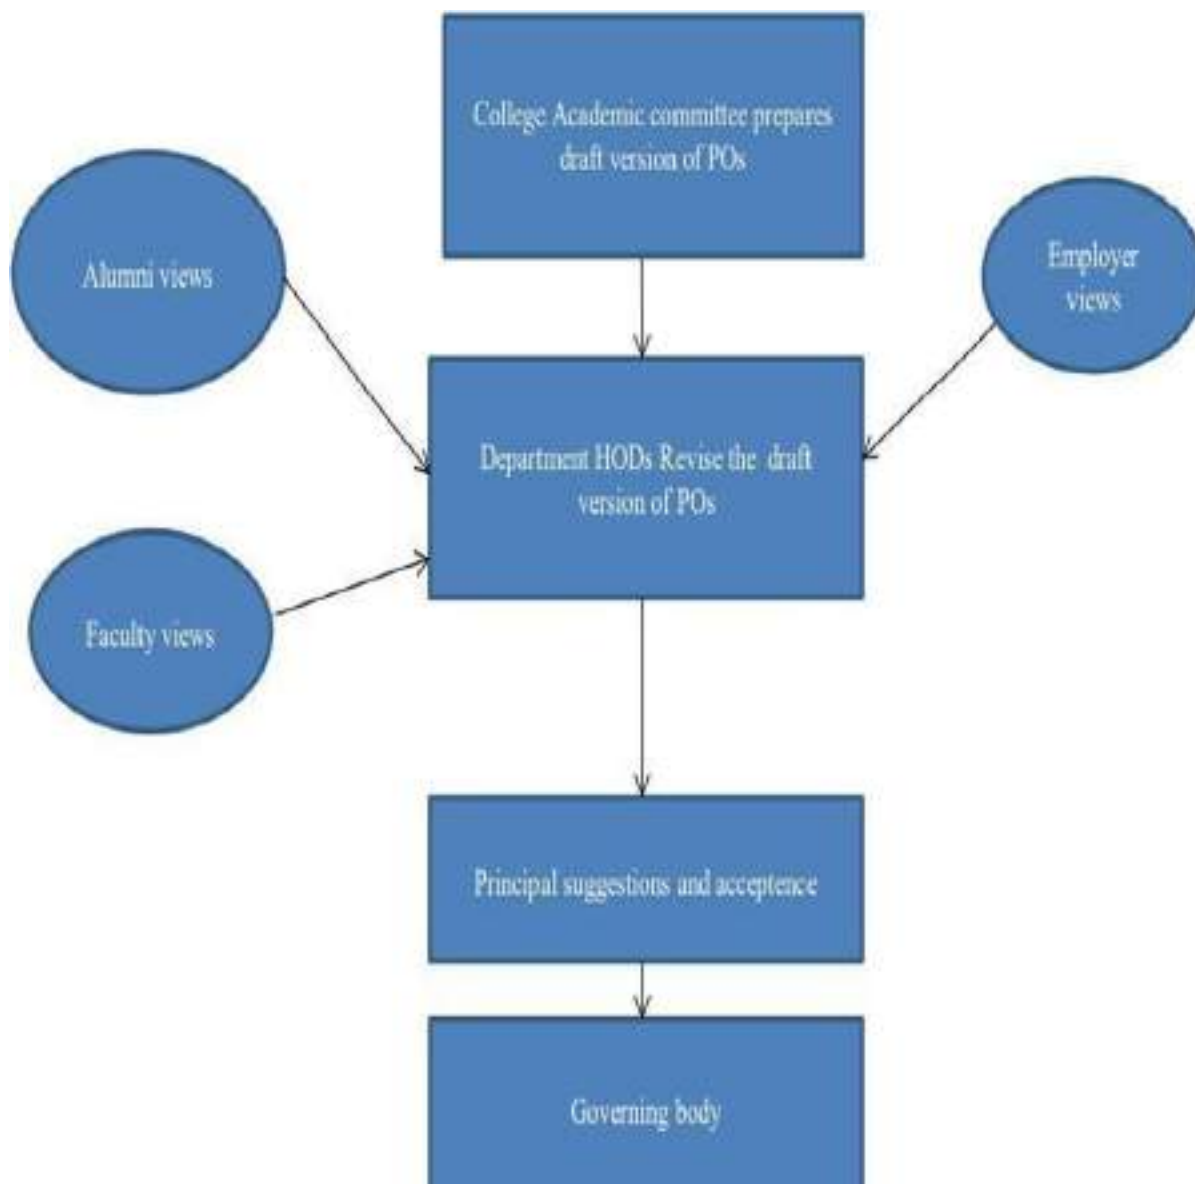 College Academic committee prepares
draft version of POs
Alumni views
Employer
views
Department HODs Revise the draft
version of POs
Faculty views
Principal suggestions and acceptence
Governing body